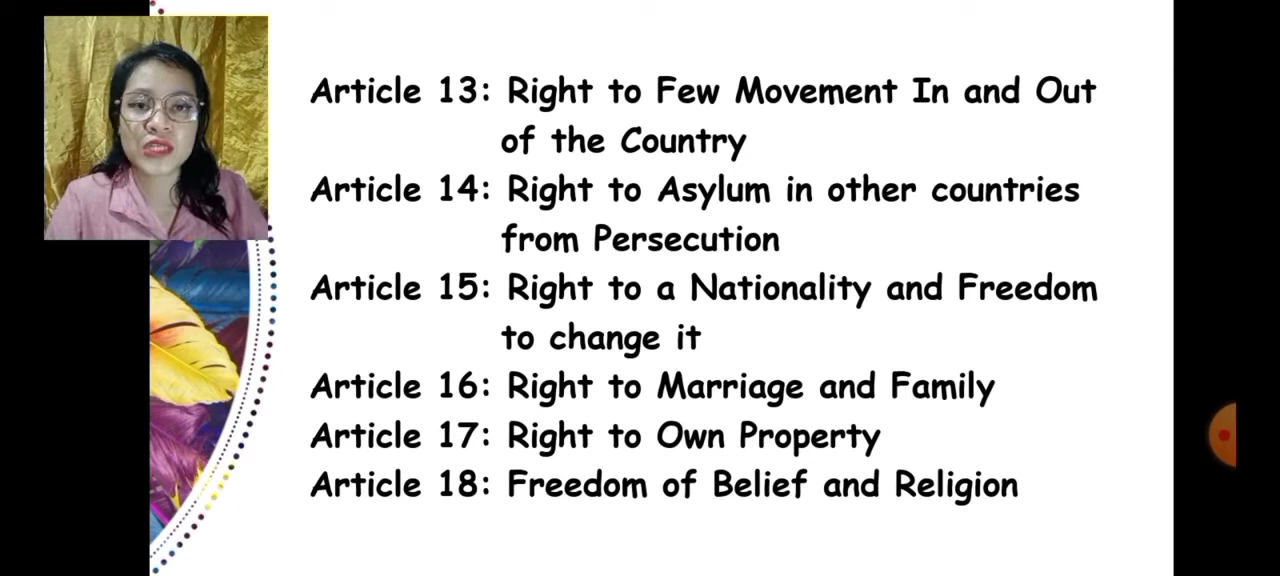 Article 13: Right to Few Movement In and Out
of the Country
Article 14: Right to Asylum in other countries
from Persecution
Article 15: Right to a Nationality and Freedom
to change it
Article 16: Right to Marriage and Family
Article 17: Right to Own Property
Article 18: Freedom of Belief and Religion